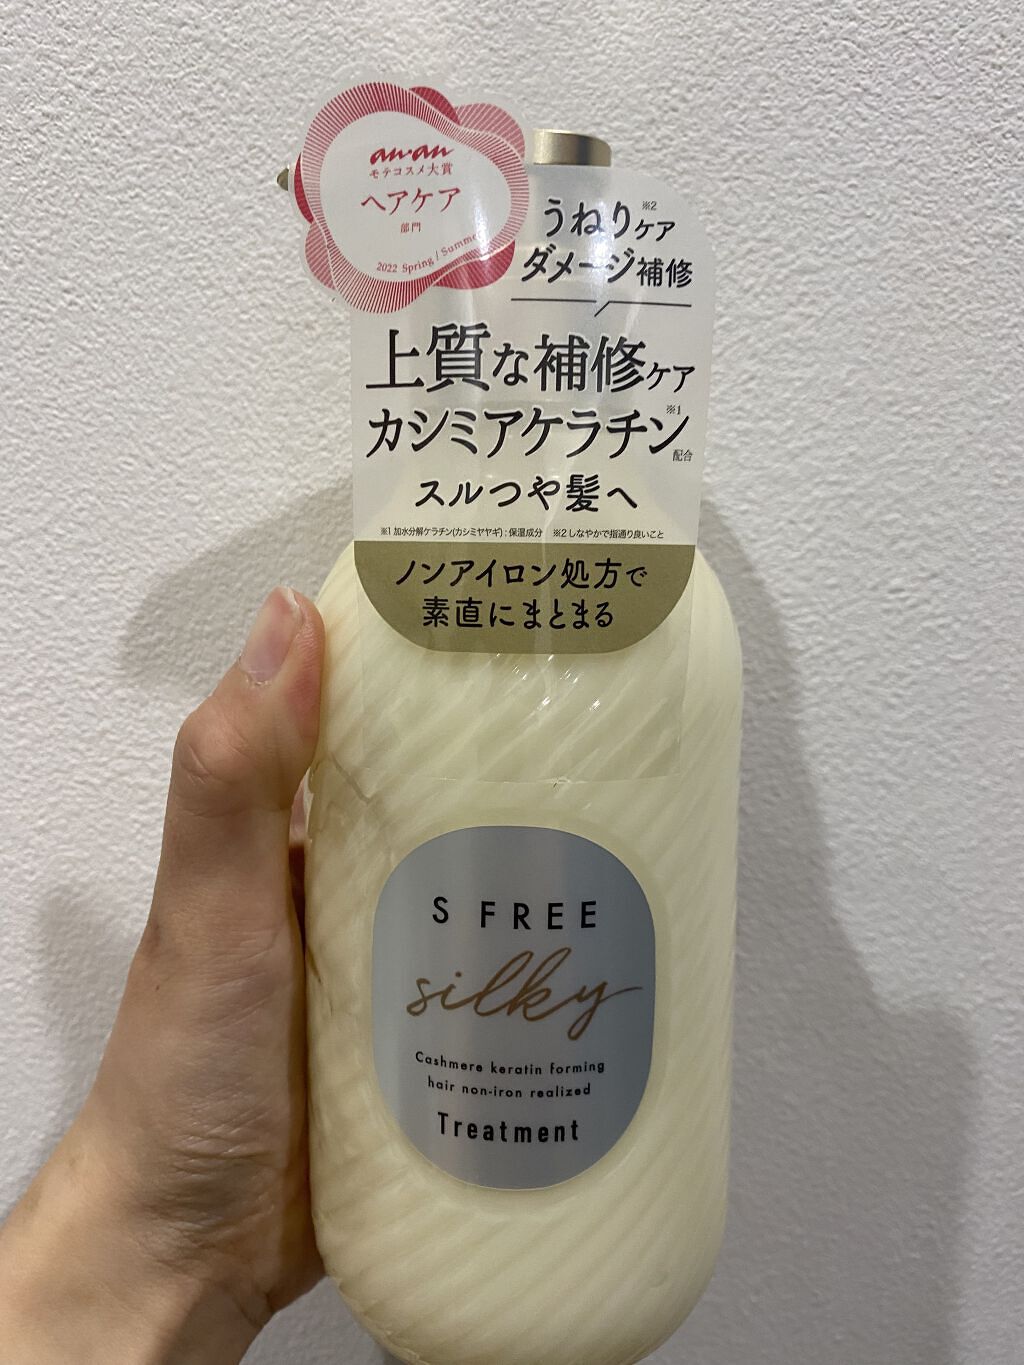 an·an
モテコスメ大賞
ヘアケア
部門
2022 Spring / Summer
うねりケア※2
ダメージ補修
上質な補修ケア
カシミアケラチン※1
配合
スルつや髪へ
※1 加水分解ケラチン(カシミヤヤギ):保湿成分 ※2 しなやかで指通り良いこと
ノンアイロン処方で
素直にまとまる
S FREE
silky
Cashmere keratin forming
hair non-iron realized
Treatment